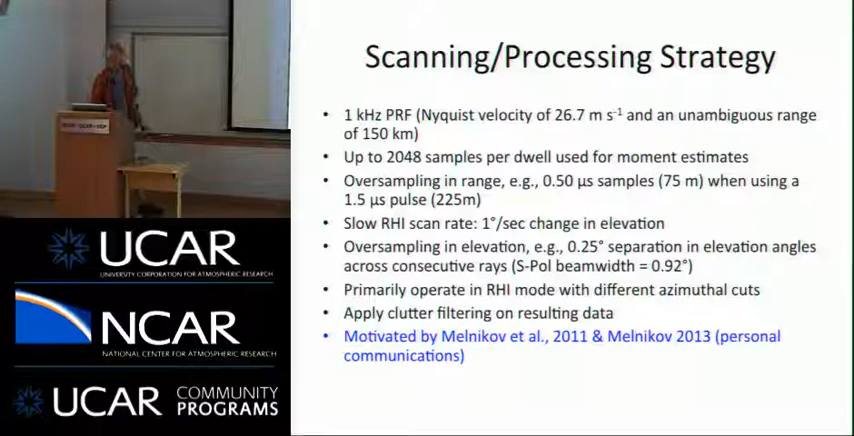 Scanning/Processing Strategy
• 1 kHz PRF (Nyquist velocity of 26.7 m s⁻¹ and an unambiguous range
of 150 km)
• Up to 2048 samples per dwell used for moment estimates
• Oversampling in range, e.g., 0.50 µs samples (75 m) when using a
1.5 µs pulse (225m)
• Slow RHI scan rate: 1°/sec change in elevation
• Oversampling in elevation, e.g., 0.25° separation in elevation angles
across consecutive rays (S-Pol beamwidth = 0.92°)
• Primarily operate in RHI mode with different azimuthal cuts
• Apply clutter filtering on resulting data
• Motivated by Melnikov et al., 2011 & Melnikov 2013 (personal
communications)
UCAR
UNIVERSITY CORPORATION FOR ATMOSPHERIC RESEARCH
NCAR
NATIONAL CENTER FOR ATMOSPHERIC RESEARCH
UCAR COMMUNITY
PROGRAMS